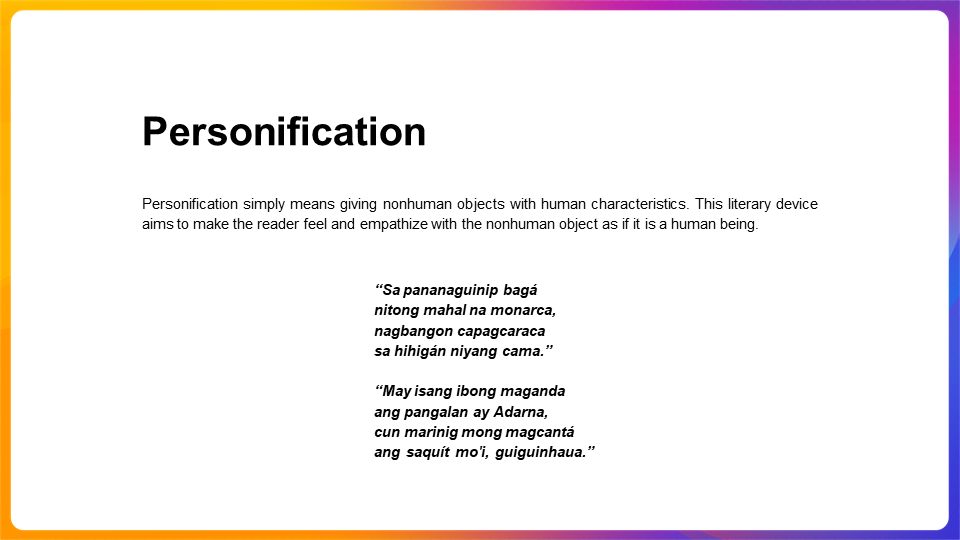 Personification
Personification simply means giving nonhuman objects with human characteristics. This literary device
aims to make the reader feel and empathize with the nonhuman object as if it is a human being.
“Sa pananaguinip bagá
nitong mahal na monarca,
nagbangon capagcaraca
sa hihigán niyang cama.”
“May isang ibong maganda
ang pangalan ay Adarna,
cun marinig mong magcantá
ang saquít mo'i, guiguinhaua.”